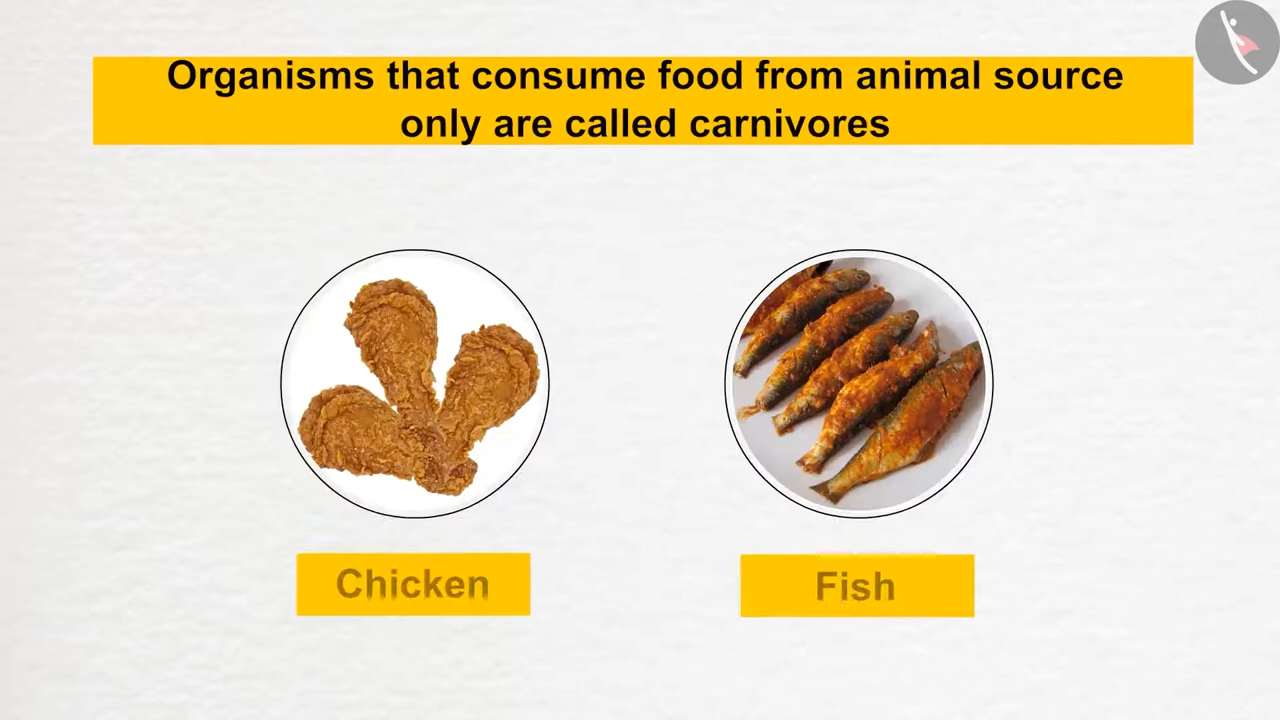 Organisms that consume food from animal source
only are called carnivores
Chicken
Fish